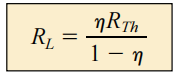 R_L = ηR_Th / (1 − η)